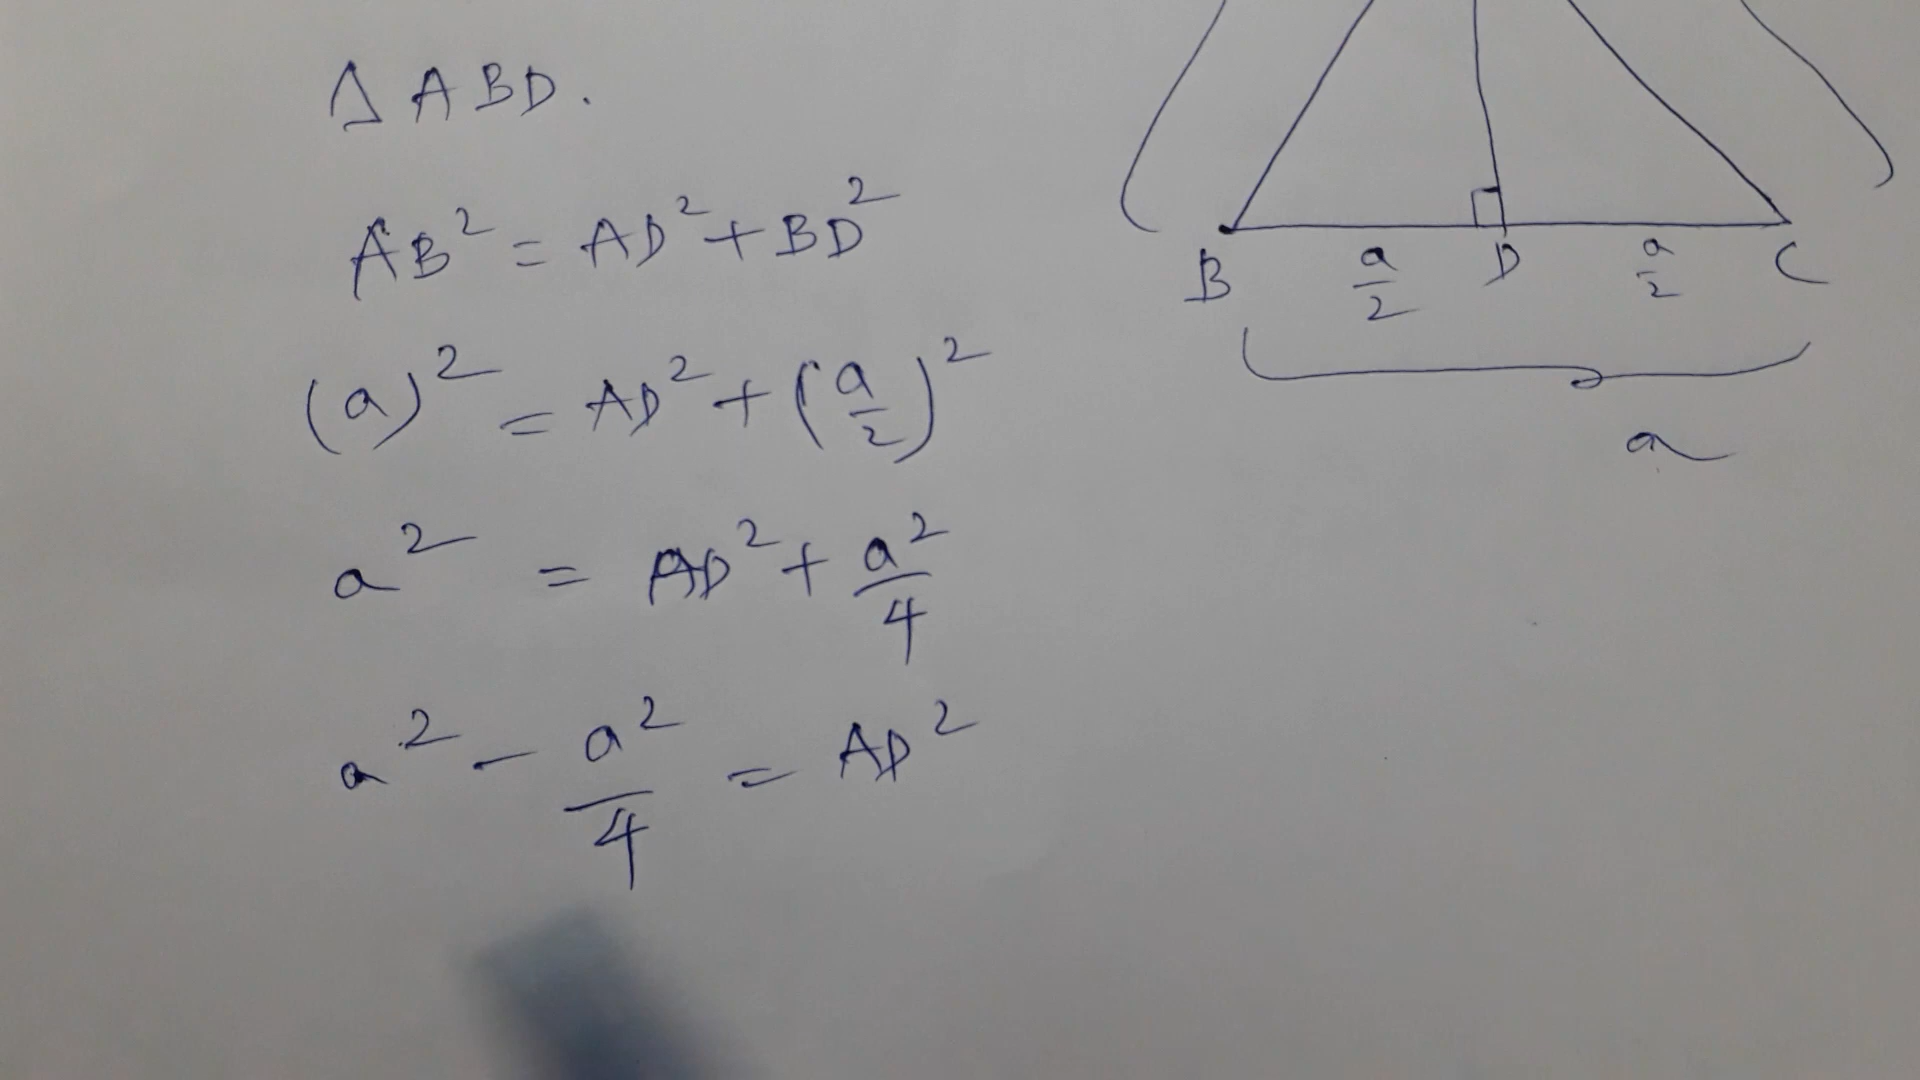 Δ ABD.
AB² = AD² + BD²
(a)² = AD² + (a/2)²
a² = AD² + a²/4
a² - a²/4 = AD²
B a/2 D a/2 C
a